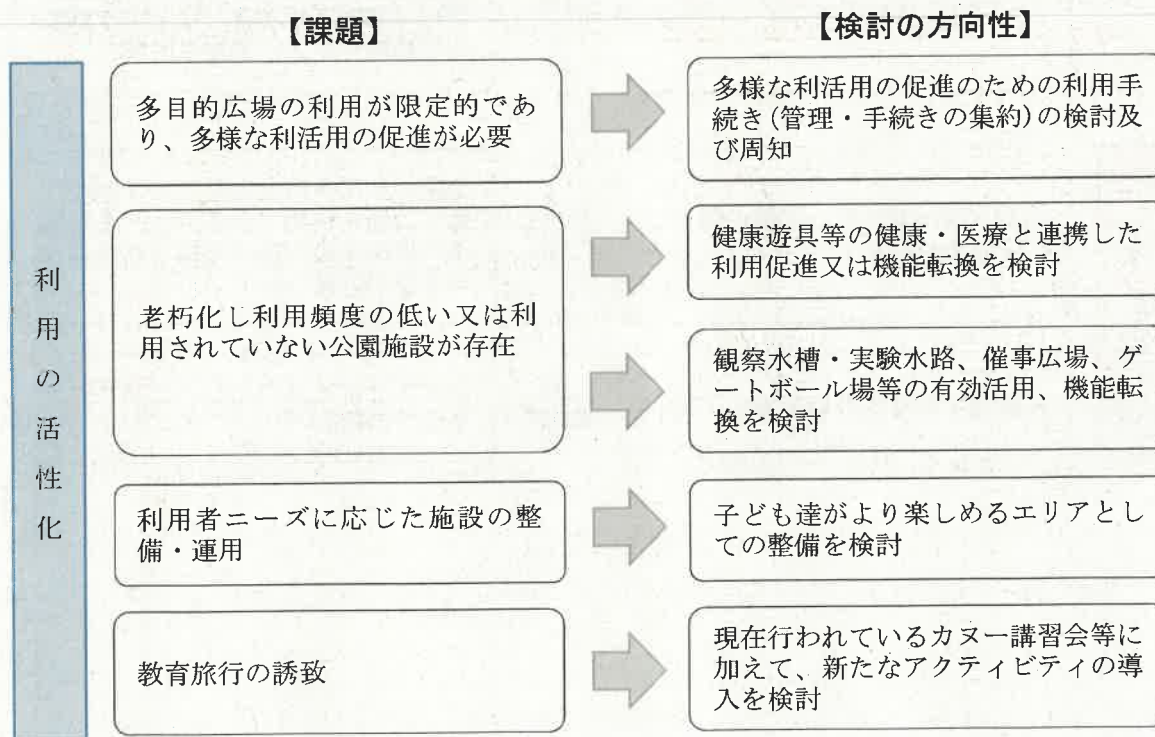 【課題】
【検討の方向性】
利用の活性化
多目的広場の利用が限定的であ
り、多様な利活用の促進が必要
多様な利活用の促進のための利用手
続き(管理・手続きの集約)の検討及
び周知
老朽化し利用頻度の低い又は利
用されていない公園施設が存在
健康遊具等の健康・医療と連携した
利用促進又は機能転換を検討
観察水槽・実験水路、催事広場、ゲ
ートボール場等の有効活用、機能転
換を検討
利用者ニーズに応じた施設の整
備・運用
子ども達がより楽しめるエリアとし
ての整備を検討
教育旅行の誘致
現在行われているカヌー講習会等に
加えて、新たなアクティビティの導
入を検討